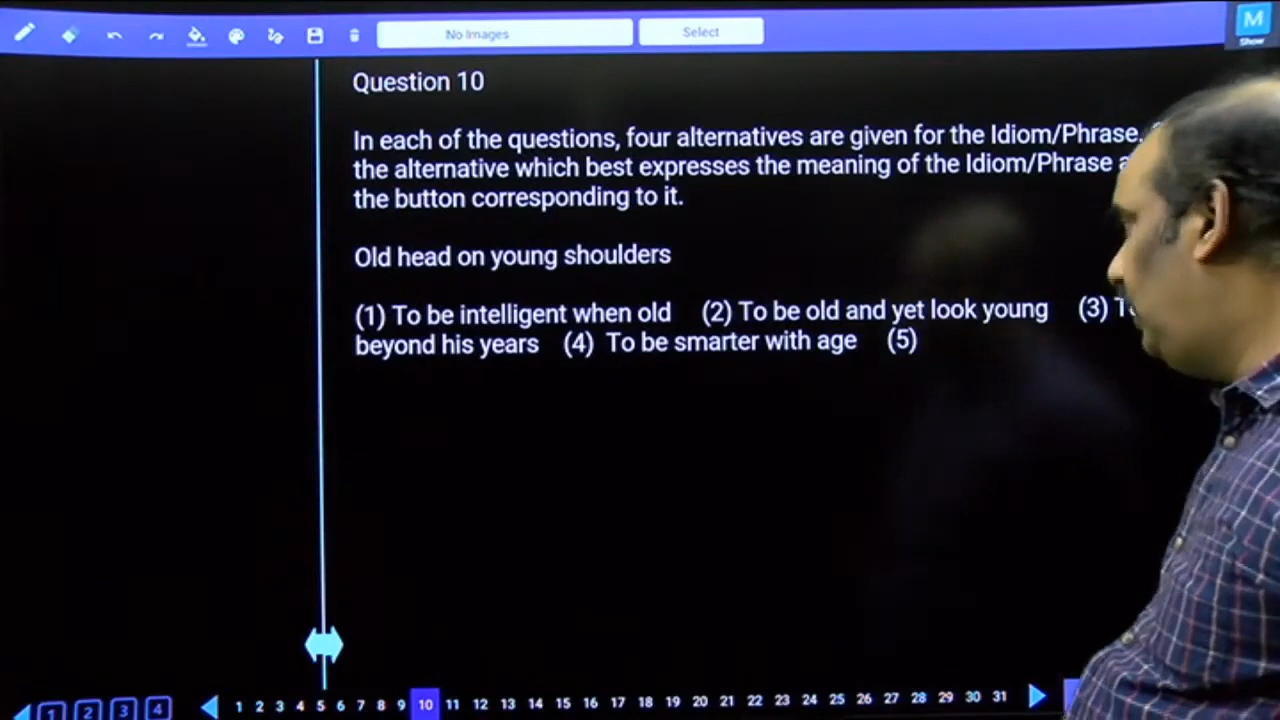 No Images
Select
M
Show
Question 10
In each of the questions, four alternatives are given for the Idiom/Phrase.
the alternative which best expresses the meaning of the Idiom/Phrase
the button corresponding to it.
Old head on young shoulders
(1) To be intelligent when old (2) To be old and yet look young (3)
beyond his years (4) To be smarter with age (5)
1 2 3 4
1 2 3 4 5 6 7 8 9 10 11 12 13 14 15 16 17 18 19 20 21 22 23 24 25 26 27 28 29 30 31